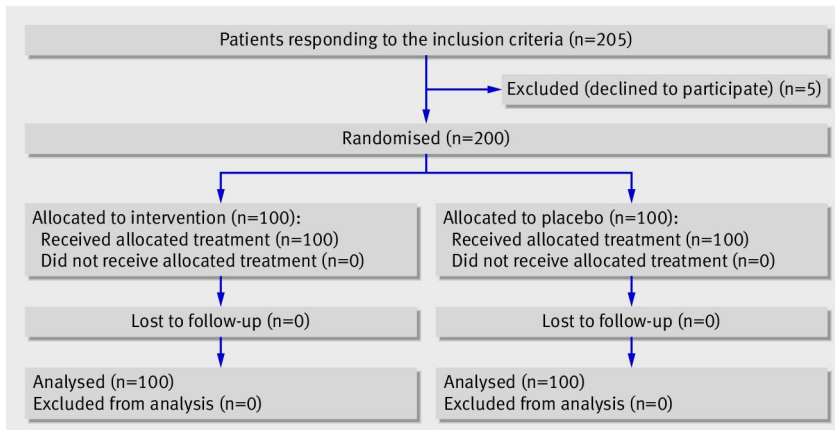 Patients responding to the inclusion criteria (n=205)
Excluded (declined to participate) (n=5)
Randomised (n=200)
Allocated to intervention (n=100):
Received allocated treatment (n=100)
Did not receive allocated treatment (n=0)
Allocated to placebo (n=100):
Received allocated treatment (n=100)
Did not receive allocated treatment (n=0)
Lost to follow-up (n=0)
Lost to follow-up (n=0)
Analysed (n=100)
Excluded from analysis (n=0)
Analysed (n=100)
Excluded from analysis (n=0)